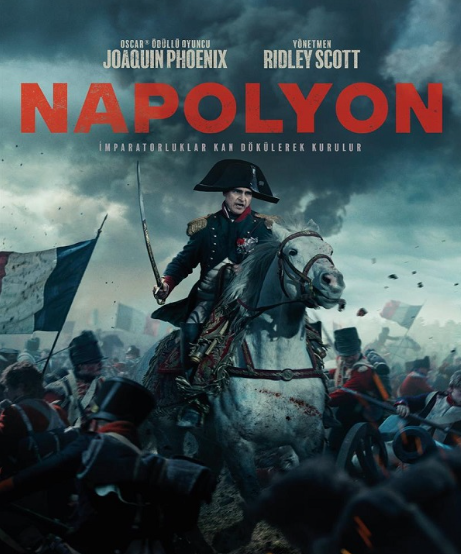 OSCAR® ÖDÜLLÜ OYUNCU
JOAQUIN PHOENIX
YÖNETMEN
RIDLEY SCOTT
NAPOLYON
İMPARATORLUKLAR KAN DÖKÜLEREK KURULUR